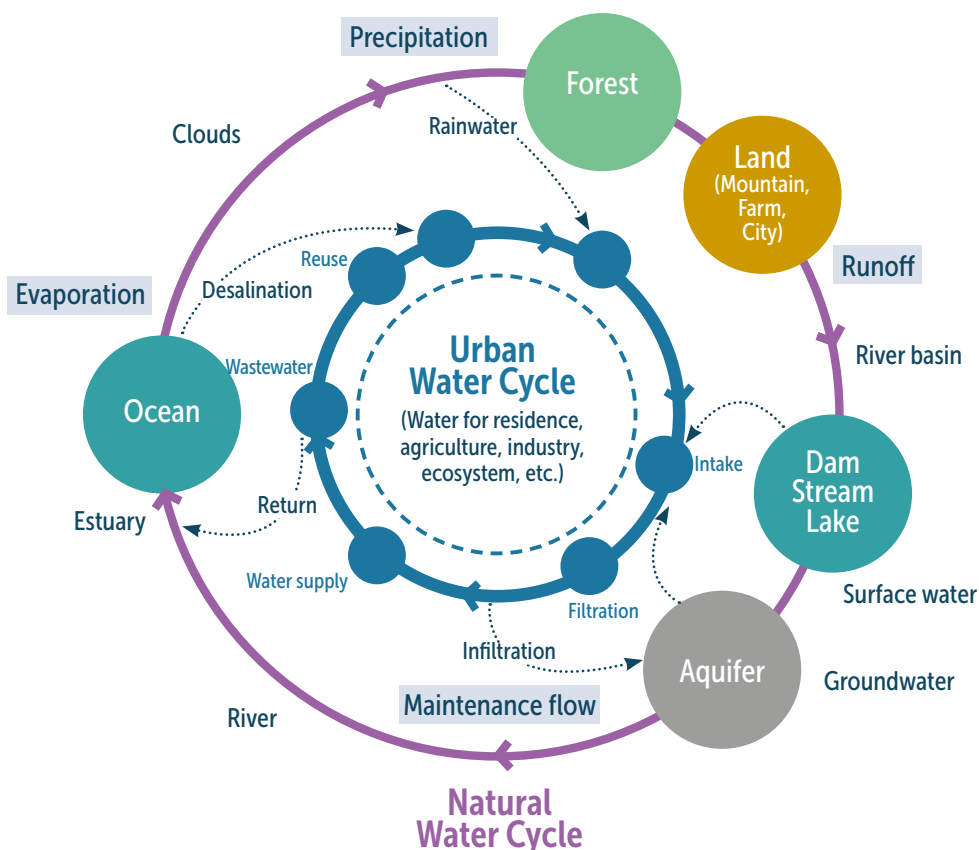 Precipitation
Forest
Clouds
Rainwater
Land
(Mountain,
Farm,
City)
Reuse
Runoff
Evaporation
Desalination
Urban
Water Cycle
(Water for residence,
agriculture, industry,
ecosystem, etc.)
River basin
Wastewater
Ocean
Intake
Dam
Stream
Lake
Return
Estuary
Water supply
Filtration
Surface water
Infiltration
Aquifer
Groundwater
Maintenance flow
River
Natural
Water Cycle